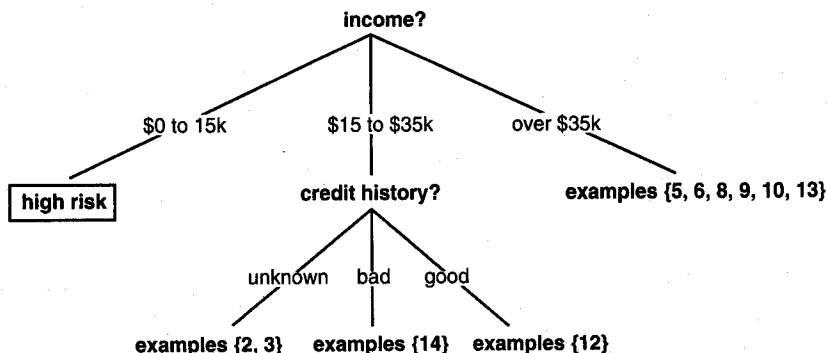 income?
$0 to 15k $15 to $35k over $35k
high risk credit history? examples {5, 6, 8, 9, 10, 13}
unknown bad good
examples {2, 3} examples {14} examples {12}